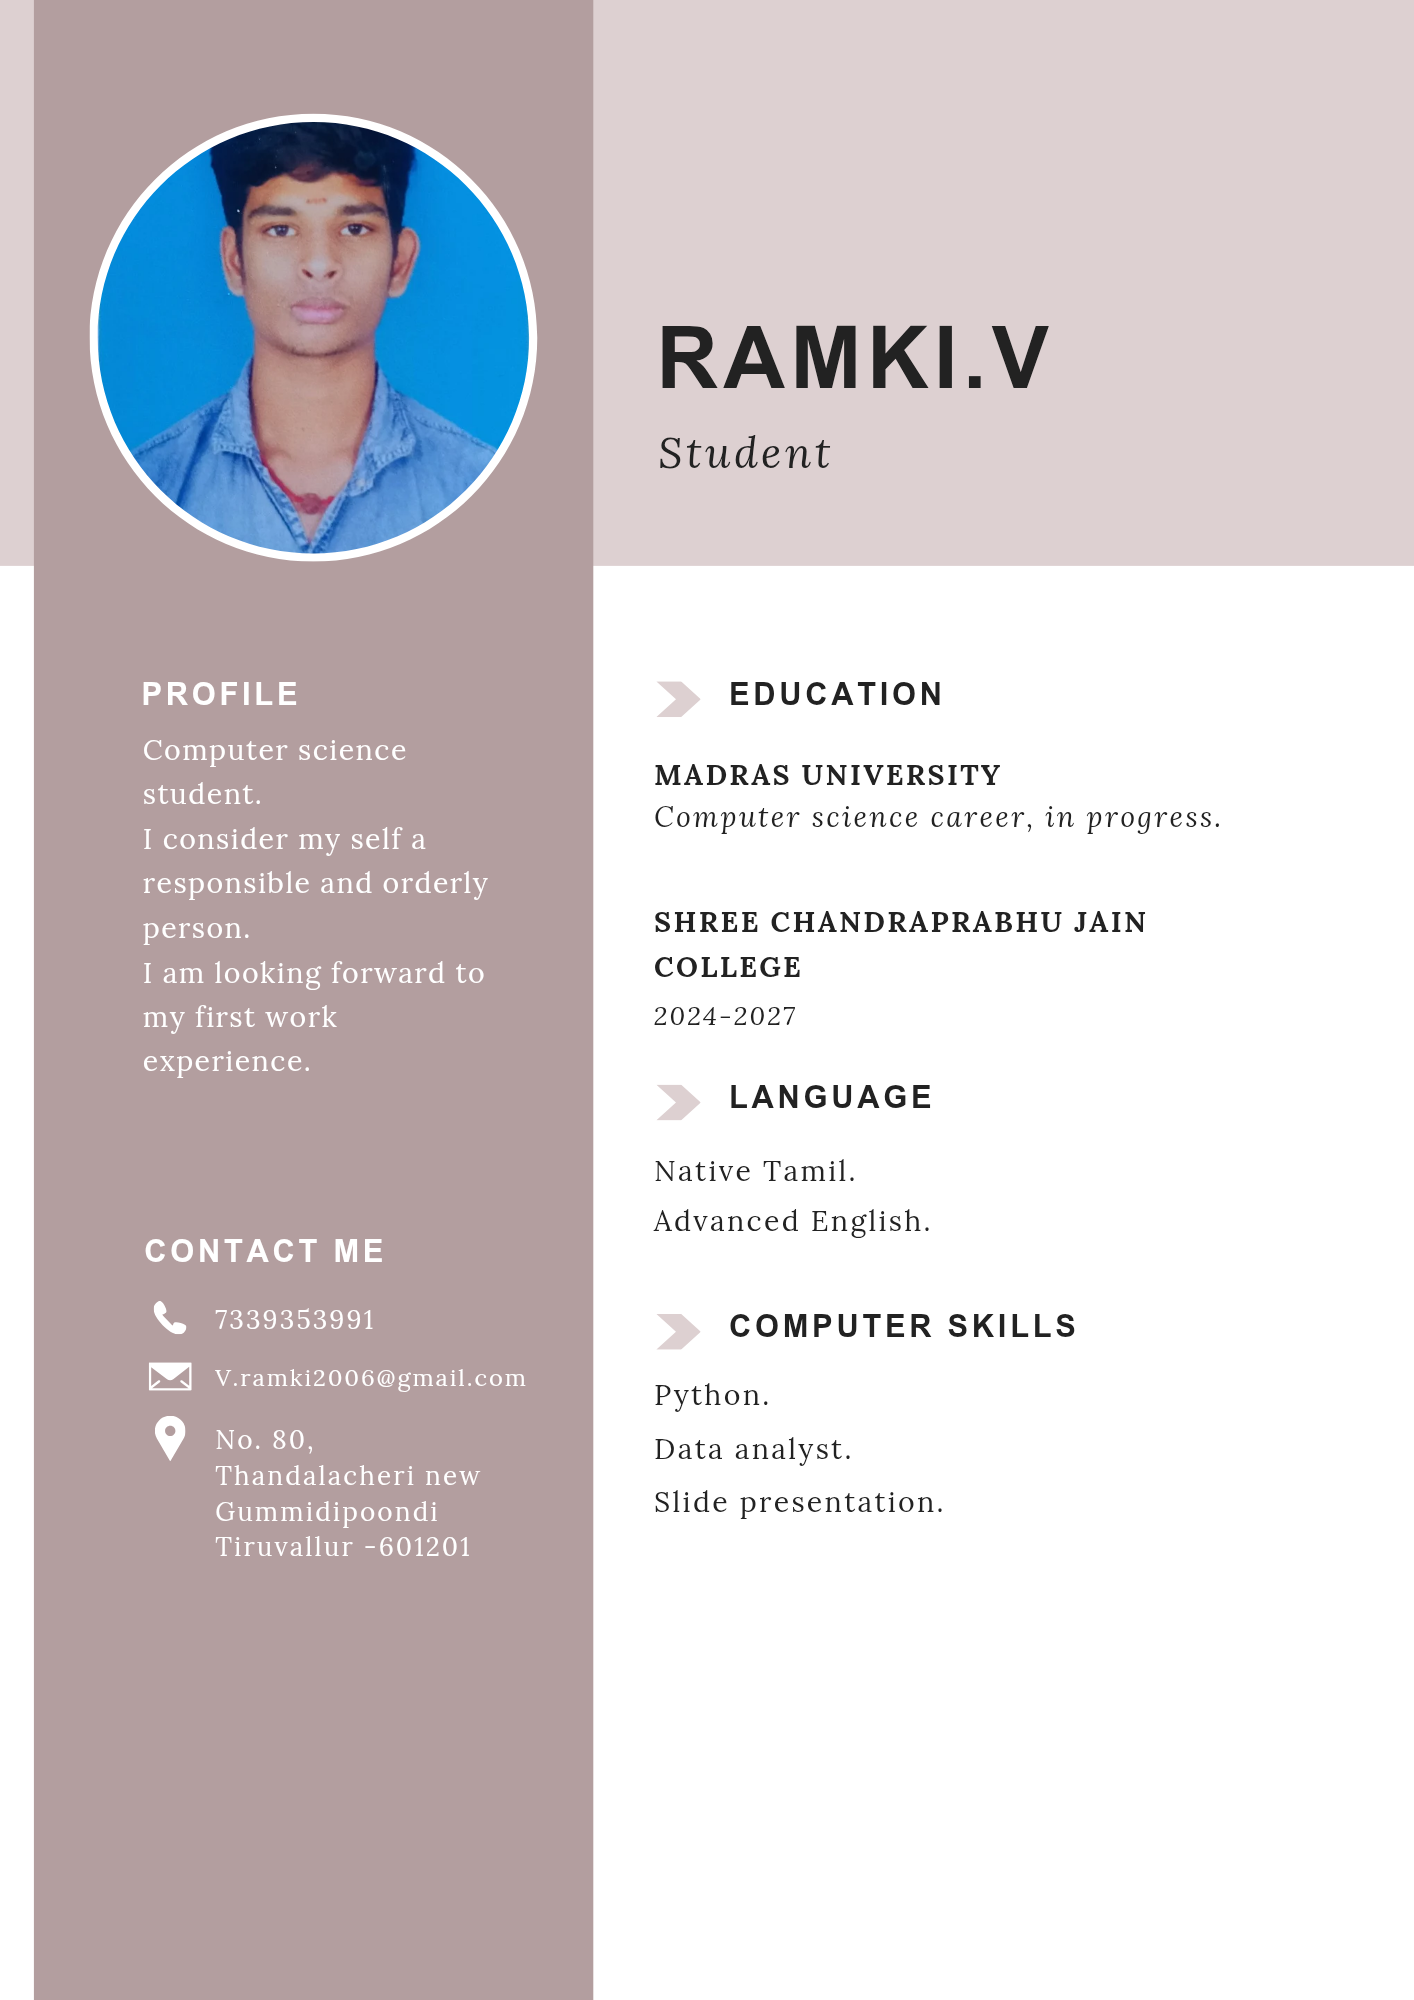 RAMKI.V
Student
PROFILE
Computer science
student.
I consider my self a
responsible and orderly
person.
I am looking forward to
my first work
experience.
CONTACT ME
7339353991
V.ramki2006@gmail.com
No. 80,
Thandalacheri new
Gummidipoondi
Tiruvallur -601201
EDUCATION
MADRAS UNIVERSITY
Computer science career, in progress.
SHREE CHANDRAPRABHU JAIN
COLLEGE
2024-2027
LANGUAGE
Native Tamil.
Advanced English.
COMPUTER SKILLS
Python.
Data analyst.
Slide presentation.